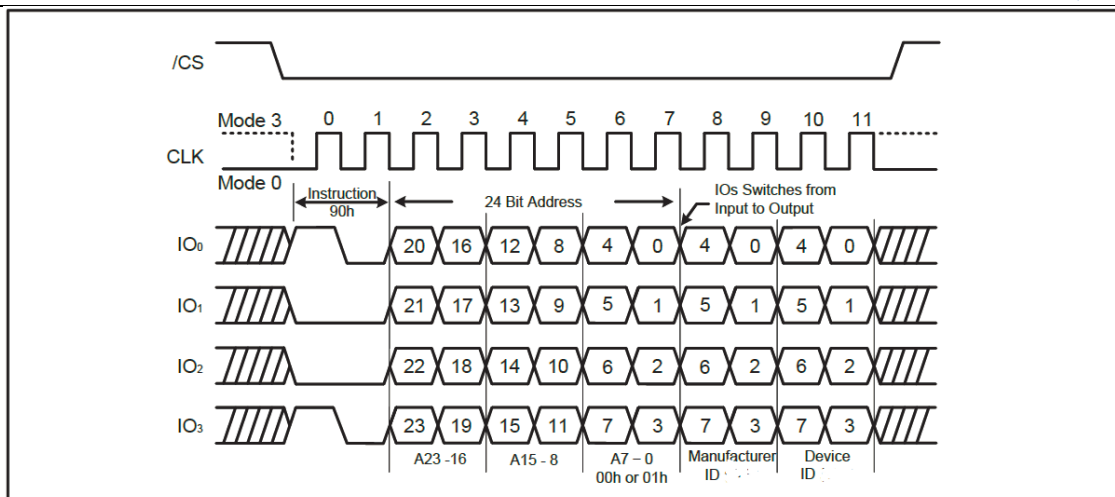 /CS
Mode 3 0 1 2 3 4 5 6 7 8 9 10 11
CLK
Mode 0
Instruction
90h
24 Bit Address
IOs Switches from
Input to Output
IO₀ 20 16 12 8 4 0 4 0 4 0
IO₁ 21 17 13 9 5 1 5 1 5 1
IO₂ 22 18 14 10 6 2 6 2 6 2
IO₃ 23 19 15 11 7 3 7 3 7 3
A23 -16 A15 - 8 A7 – 0 Manufacturer Device
00h or 01h ID ID